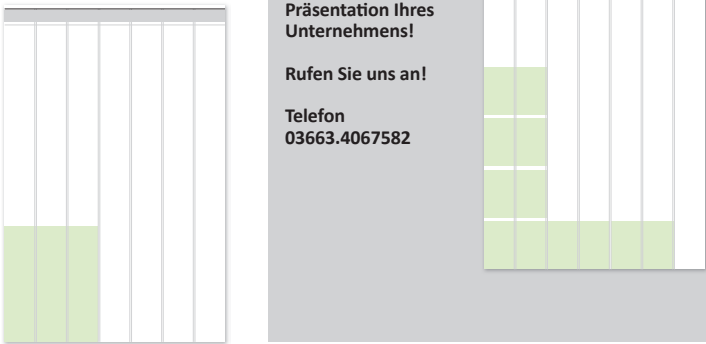 Präsentation Ihres
Unternehmens!
Rufen Sie uns an!
Telefon
03663.4067582